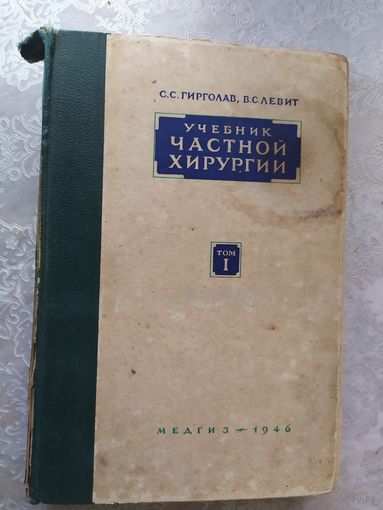 С.С.ГИРГОЛАВ, В.С.ЛЕВИТ
УЧЕБНИК
ЧАСТНОЙ
ХИРУРГИИ
ТОМ
I
МЕДГИЗ — 1946